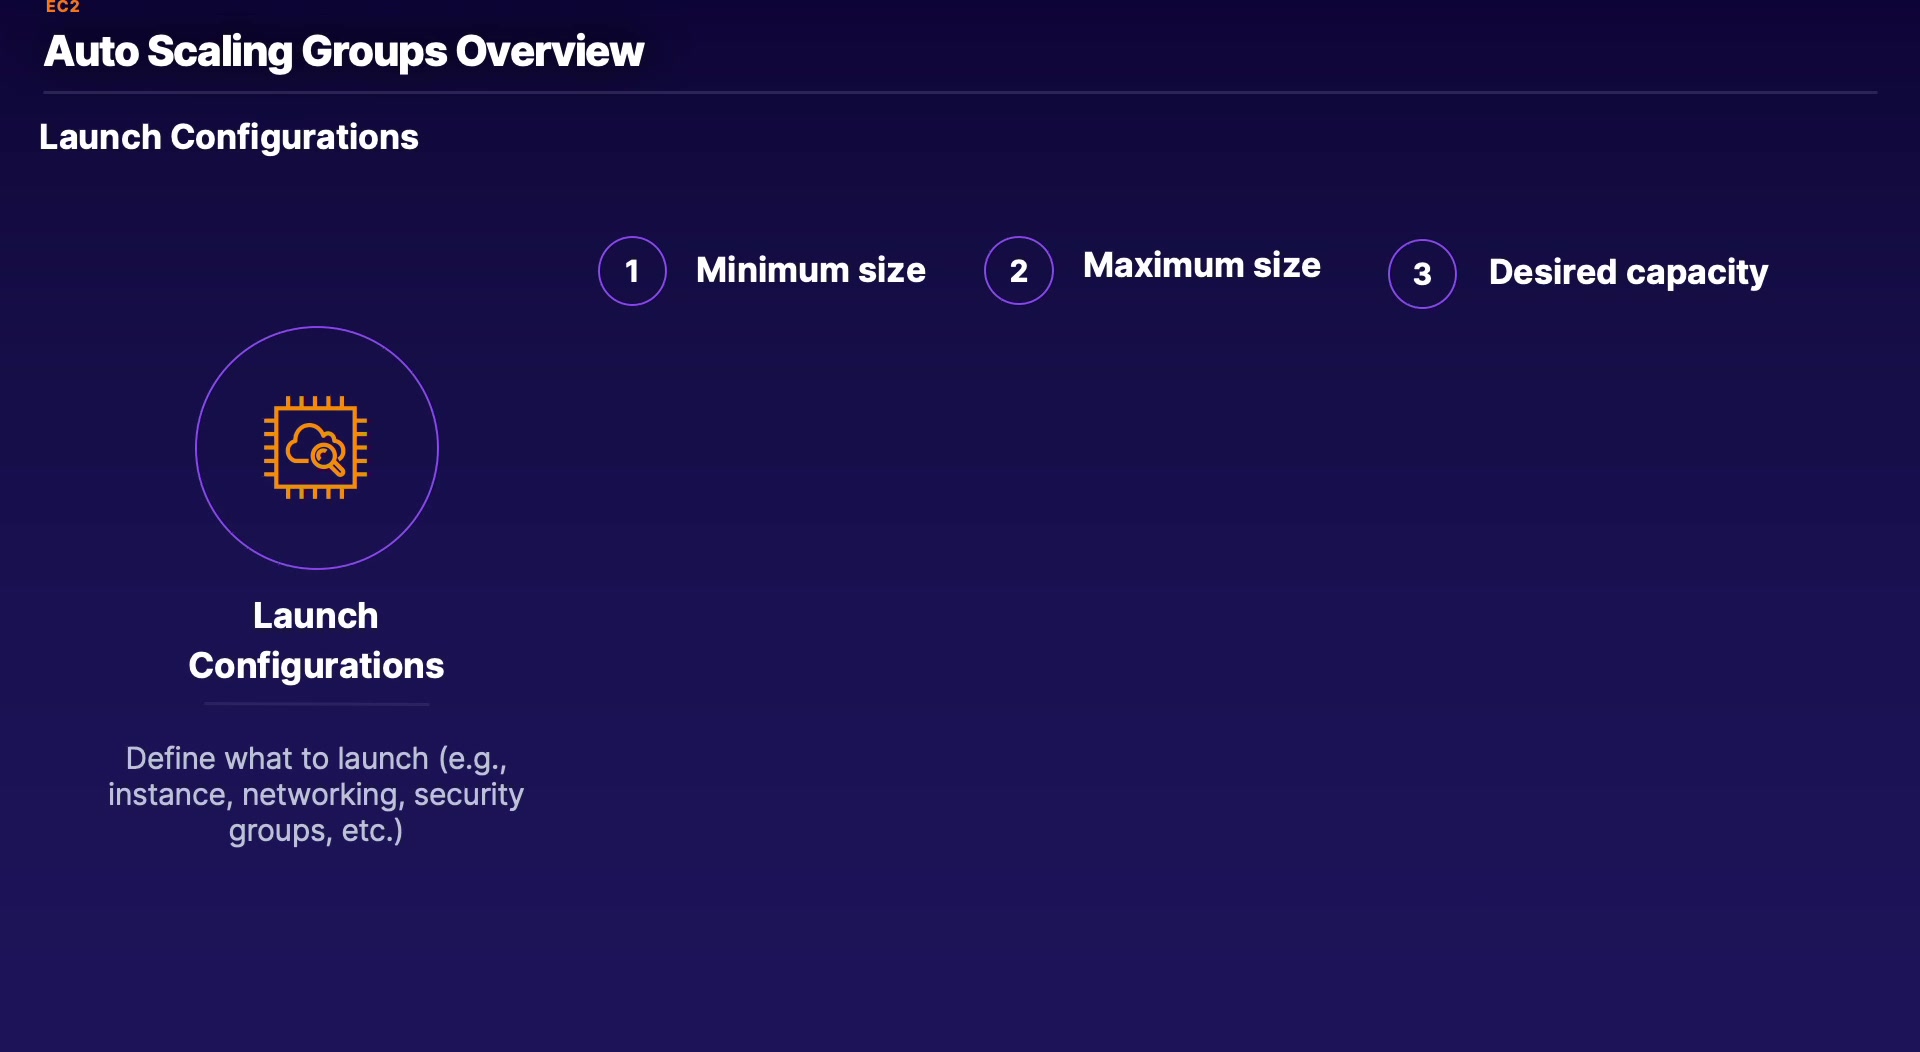 EC2
Auto Scaling Groups Overview
Launch Configurations
1 Minimum size
2 Maximum size
3 Desired capacity
Launch
Configurations
Define what to launch (e.g.,
instance, networking, security
groups, etc.)